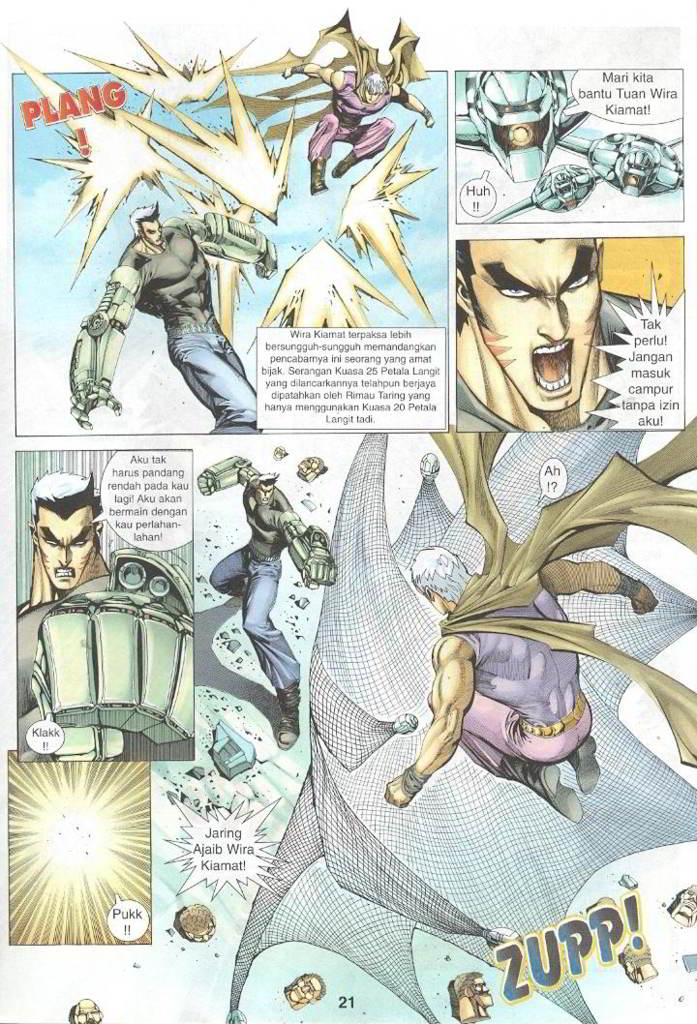 PLANG
!
Wira Kiamat terpaksa lebih
bersungguh-sungguh memandangkan
pencabarnya ini seorang yang amat
bijak. Serangan Kuasa 25 Petala Langit
yang dilancarkannya telahpun berjaya
dipatahkan oleh Rimau Taring yang
hanya menggunakan Kuasa 20 Petala
Langit tadi.
Mari kita
bantu Tuan Wira
Kiamat!
Huh
!!
Tak
perlu!
Jangan
masuk
campur
tanpa izin
aku!
Aku tak
harus pandang
rendah pada kau
lagi! Aku akan
bermain dengan
kau perlahan-
lahan!
Klakk
!!
Pukk
!!
Ah
!?
Jaring
Ajaib Wira
Kiamat!
ZUPP!
21